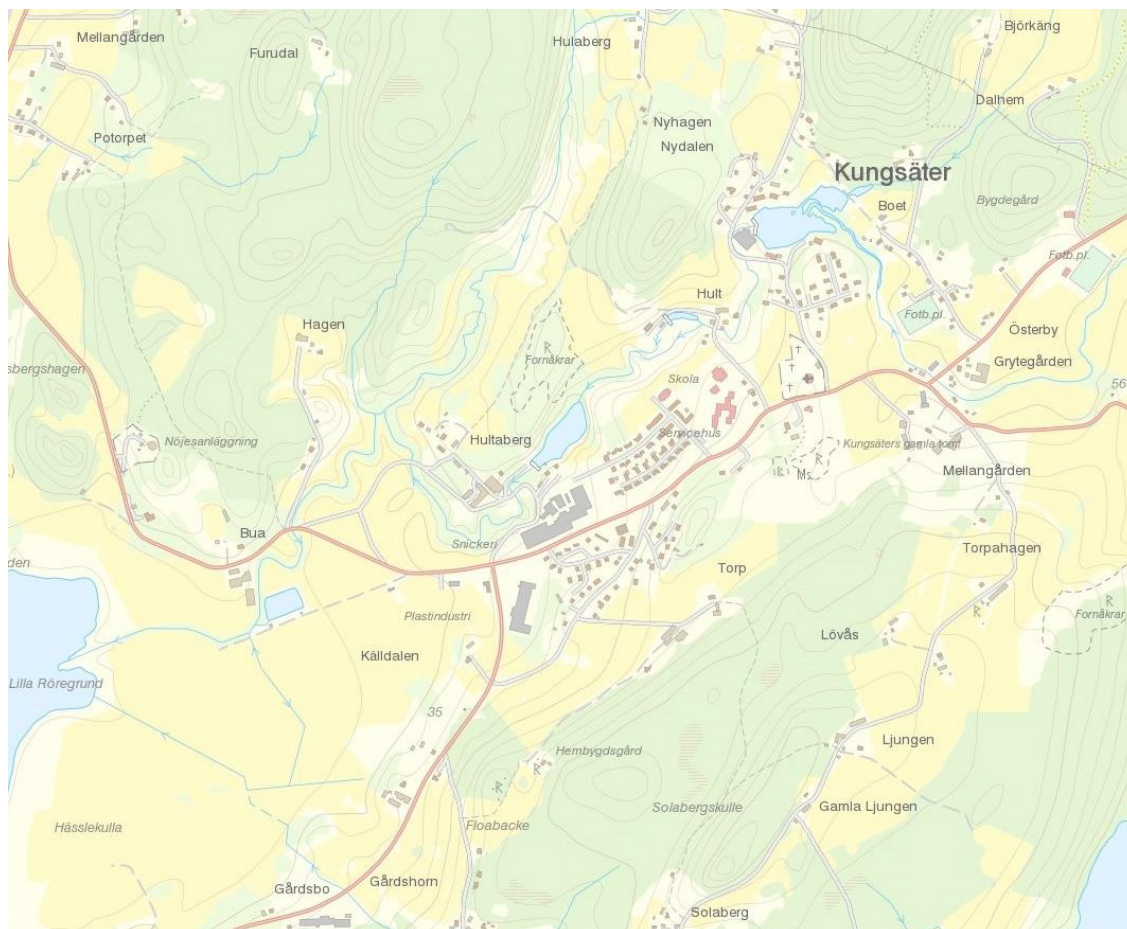 Björkäng
Mellangården
Hulaberg
Furudal
Dalhem
Nyhagen
Potorpet
Nydalen
Kungsäter
Bygdegård
Boet
Fotb.pl.
Hult
Fotb.pl.
Hagen
Österby
Fornåkrar
R
Grytegården
sbergshagen
Skola
56
Servicehus
Nöjesanläggning
Hultaberg
Kungsäters gamla tomt
R
R
Ms.
Mellangården
Bua
Snickeri
Torpahagen
den
Torp
Plastindustri
R
R
Fornåkrar
Lövås
Källdalen
Lilla Röregrund
35
Ljungen
Hembygdsgård
R
R
Solabergskulle
Gamla Ljungen
Hässlekulla
Floabacke
Gårdshorn
Gårdsbo
Solaberg